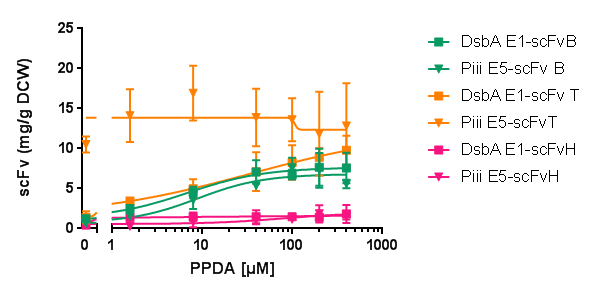 25
20
15
10
5
0
scFv (mg/g DCW)
0 1 10 100 1000
PPDA [µM]
DsbA E1-scFvB
Piii E5-scFv B
DsbA E1-scFv T
Piii E5-scFvT
DsbA E1-scFvH
Piii E5-scFvH